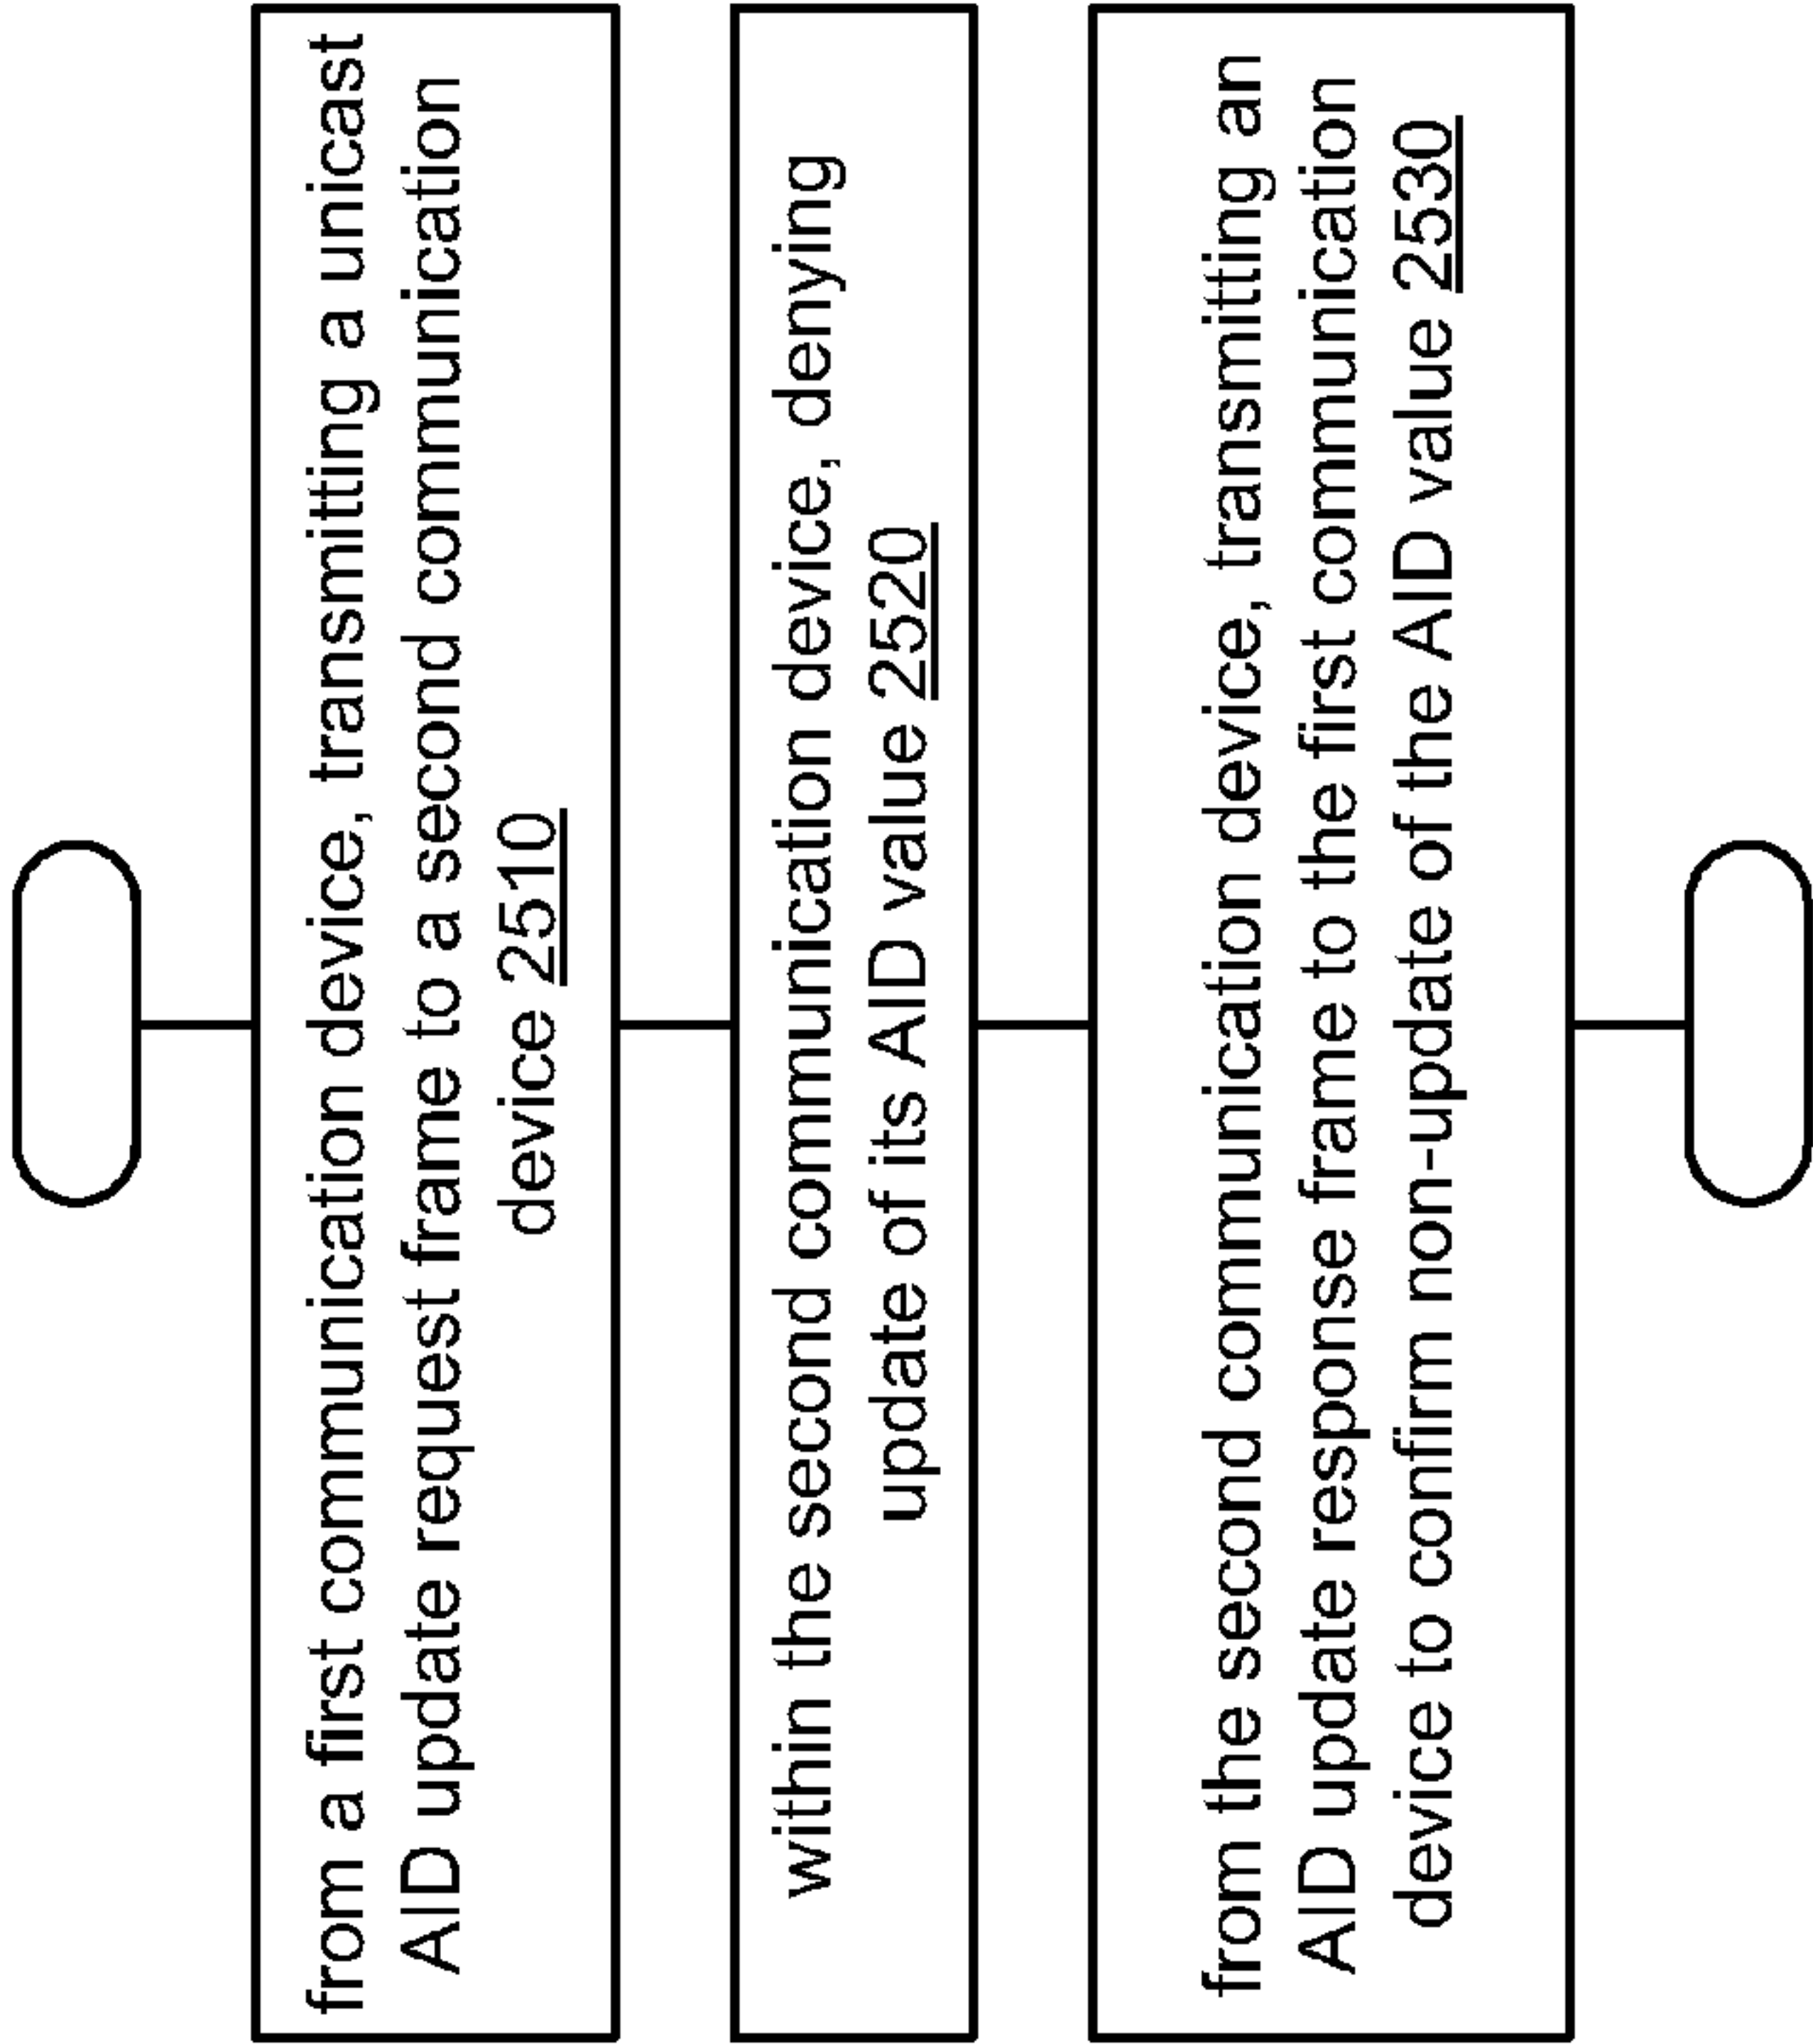 from a first communication device, transmitting a unicast
AID update request frame to a second communication
device 2510
within the second communication device, denying
update of its AID value 2520
from the second communication device, transmitting an
AID update response frame to the first communication
device to confirm non-update of the AID value 2530